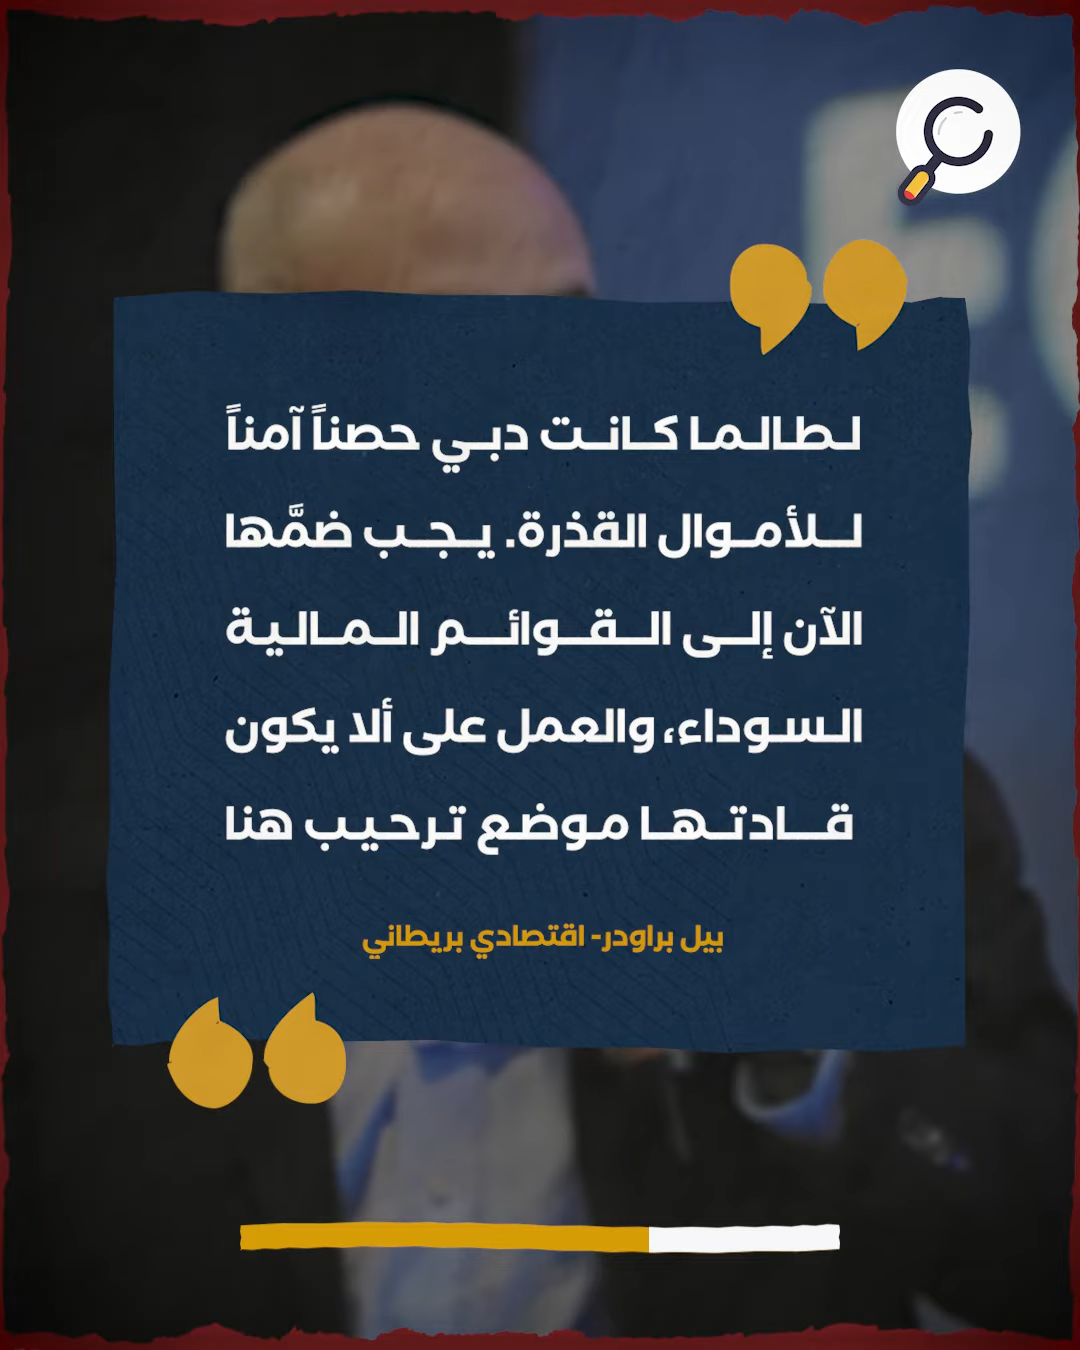 لطالما كانت دبي حصناً آمناً
للأموال القذرة. يجب ضمَّها
الآن إلى القوائم المالية
السوداء، والعمل على ألا يكون
قادتها موضع ترحيب هنا
بيل براودر- اقتصادي بريطاني